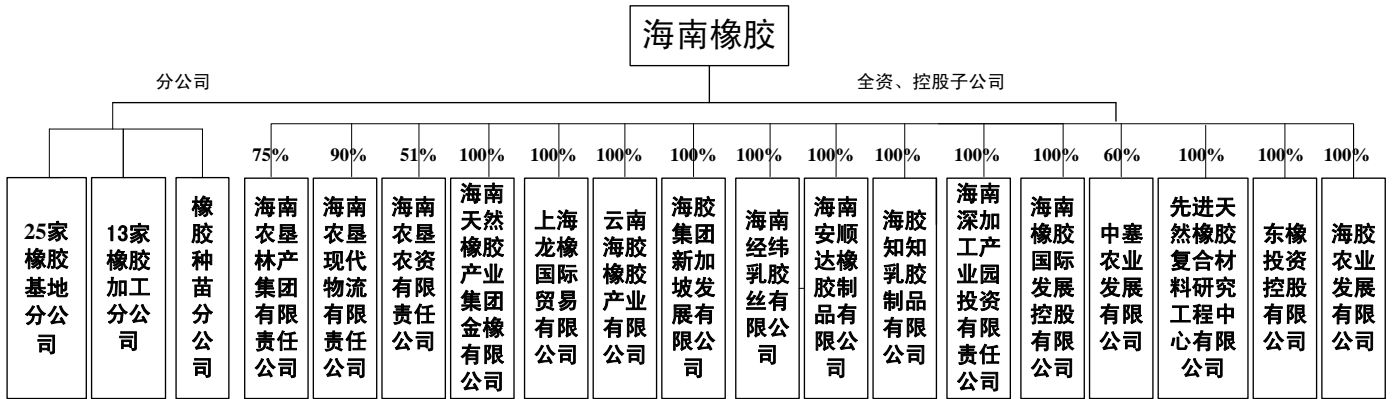 海南橡胶
分公司
全资、控股子公司
75%
90%
51%
100%
100%
100%
100%
100%
100%
100%
100%
100%
60%
100%
100%
100%
25家
橡胶
基地
分公
司
13家
橡胶
加工
分公
司
橡胶种苗分公司
海南
农垦
林产
集团
有限
责任
公司
海南
农垦
现代
物流
有限
责任
公司
海南
农垦
农资
有限
责任
公司
海南
天然
橡胶
产业
集团
金橡
有限
公司
上海
龙橡
国际
贸易
有限
公司
云南
海胶
橡胶
产业
有限
公司
海胶
集团
新加
坡发
展有
限公
司
海南
经纬
乳胶
丝有
限公
司
海南
安顺
达橡
胶制
品有
限公
司
海胶
知知
乳胶
制品
有限
公司
海南
深加
工产
业园
投资
有限
责任
公司
海南
橡胶
国际
发展
控股
有限
公司
中塞
农业
发展
有限
公司
先进天
然橡胶
复合材
料研究
工程中
心有限
公司
东橡
投资
控股
有限
公司
海胶
农业
发展
有限
公司